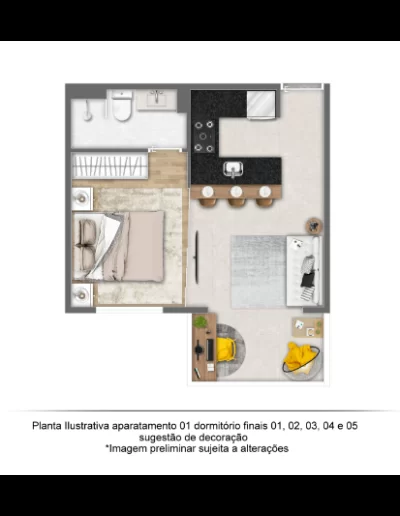 Planta Ilustrativa aparatamento 01 dormitório finais 01, 02, 03, 04 e 05
sugestão de decoração
*Imagem preliminar sujeita a alterações